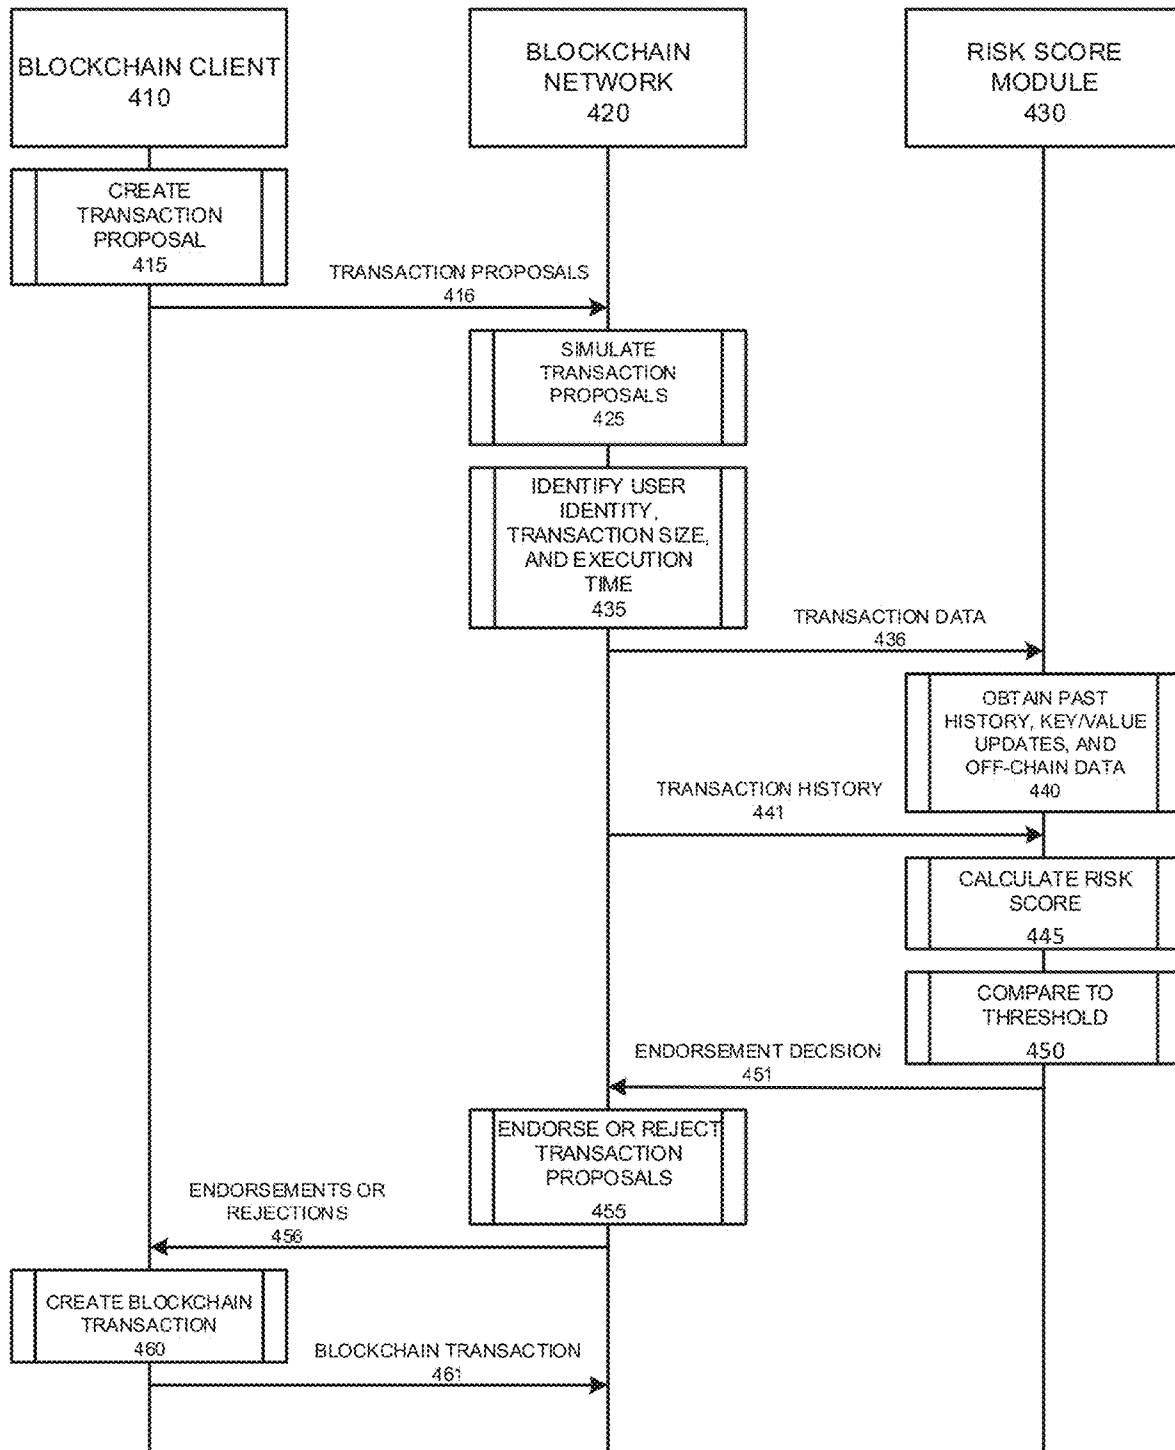 BLOCKCHAIN CLIENT
410
BLOCKCHAIN
NETWORK
420
RISK SCORE
MODULE
430
CREATE
TRANSACTION
PROPOSAL
415
TRANSACTION PROPOSALS
416
SIMULATE
TRANSACTION
PROPOSALS
425
IDENTIFY USER
IDENTITY,
TRANSACTION SIZE,
AND EXECUTION
TIME
435
TRANSACTION DATA
436
OBTAIN PAST
HISTORY, KEY/VALUE
UPDATES, AND
OFF-CHAIN DATA
440
TRANSACTION HISTORY
441
CALCULATE RISK
SCORE
445
COMPARE TO
THRESHOLD
450
ENDORSEMENT DECISION
451
ENDORSE OR REJECT
TRANSACTION
PROPOSALS
455
ENDORSEMENTS OR
REJECTIONS
456
CREATE BLOCKCHAIN
TRANSACTION
460
BLOCKCHAIN TRANSACTION
461